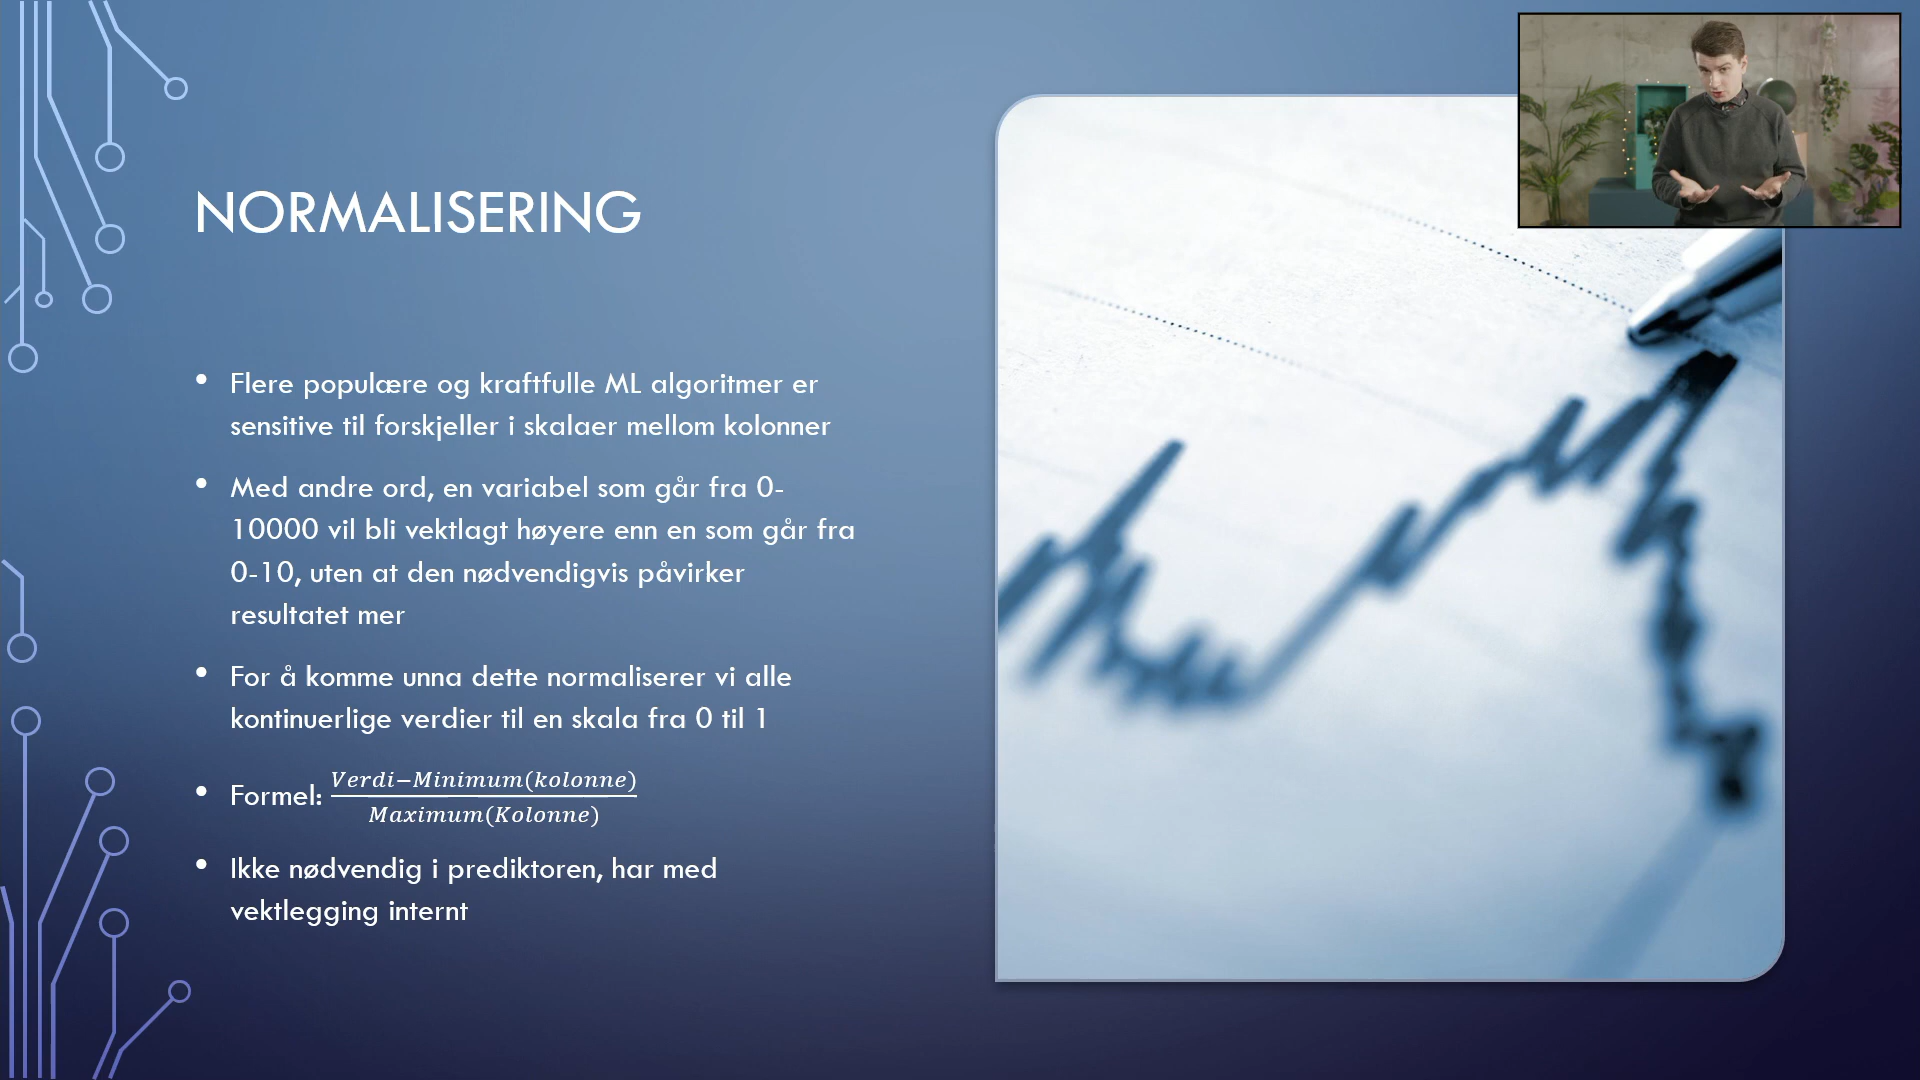 NORMALISERING
• Flere populære og kraftfulle ML algoritmer er
sensitive til forskjeller i skalaer mellom kolonner
• Med andre ord, en variabel som går fra 0-
10000 vil bli vektlagt høyere enn en som går fra
0-10, uten at den nødvendigvis påvirker
resultatet mer
• For å komme unna dette normaliserer vi alle
kontinuerlige verdier til en skala fra 0 til 1
• Formel: Verdi−Minimum(kolonne)
Maximum(Kolonne)
• Ikke nødvendig i prediktoren, har med
vektlegging internt